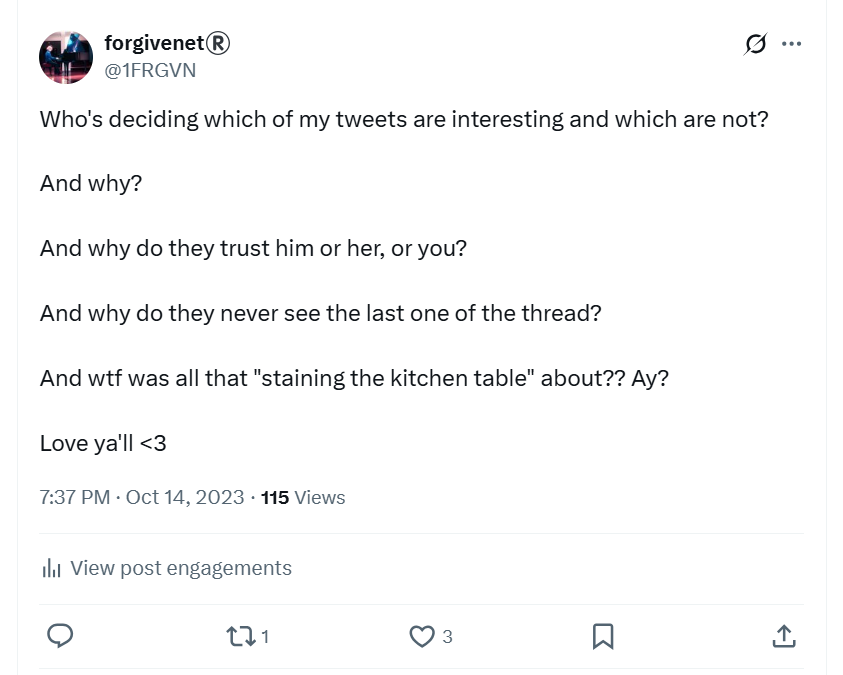 forgivenet®
@1FRGVN
Who's deciding which of my tweets are interesting and which are not?
And why?
And why do they trust him or her, or you?
And why do they never see the last one of the thread?
And wtf was all that "staining the kitchen table" about?? Ay?
Love ya'll <3
7:37 PM · Oct 14, 2023 · 115 Views
View post engagements
1 3